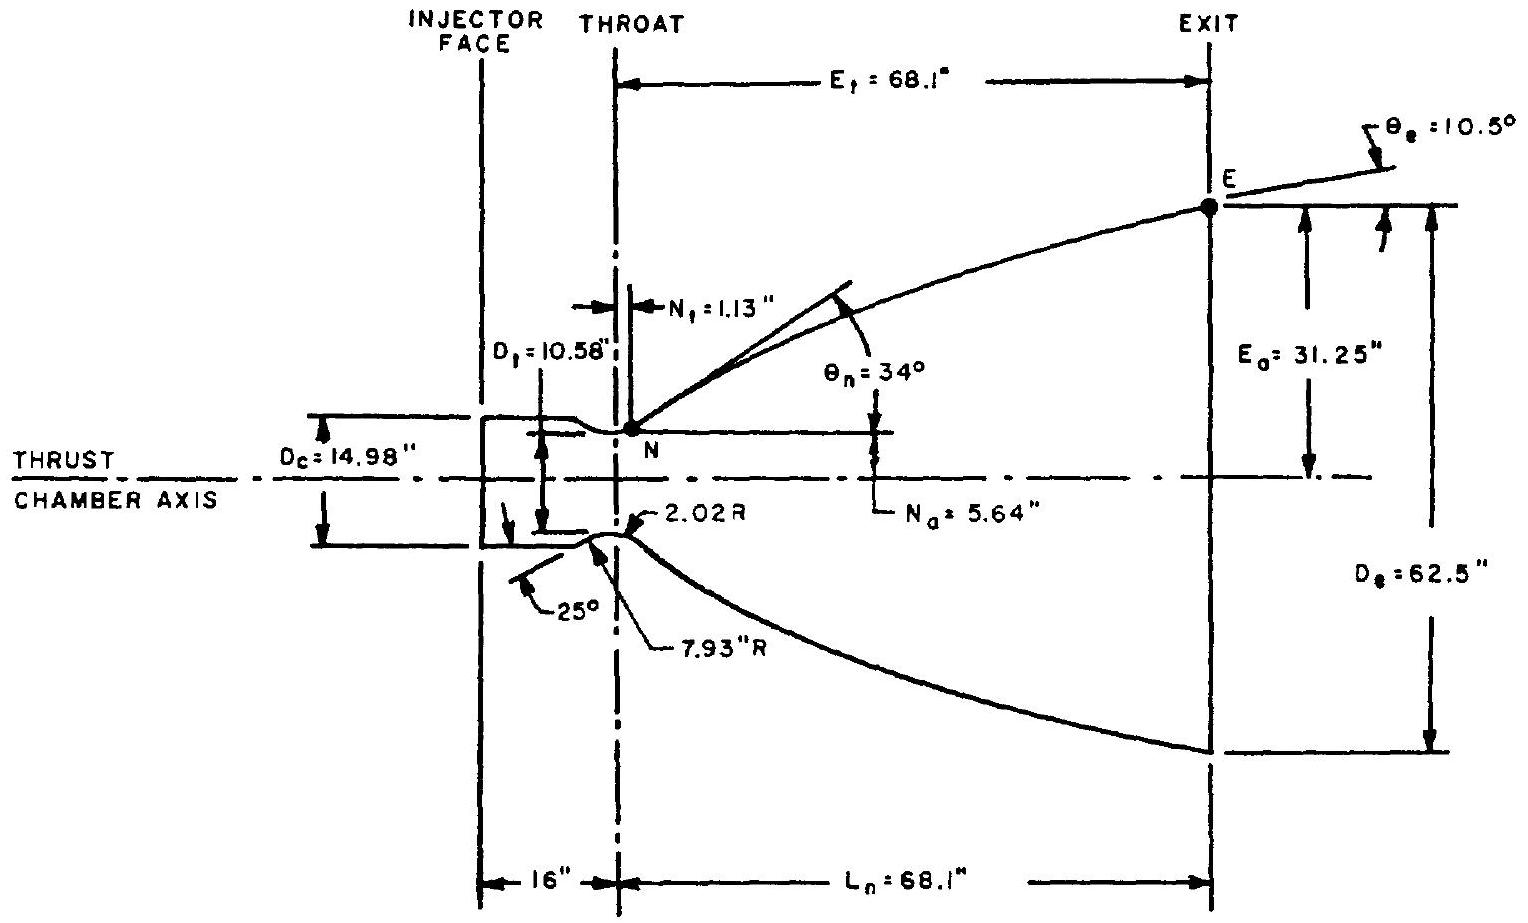 INJECTOR
FACE
THROAT
EXIT
Et = 68.1"
θe = 10.5°
E
Nt = 1.13"
Dt = 10.58"
θn = 34°
Ea = 31.25"
N
Dc = 14.98"
THRUST
CHAMBER AXIS
2.02R
Na = 5.64"
De = 62.5"
25°
7.93"R
16"
Ln = 68.1"